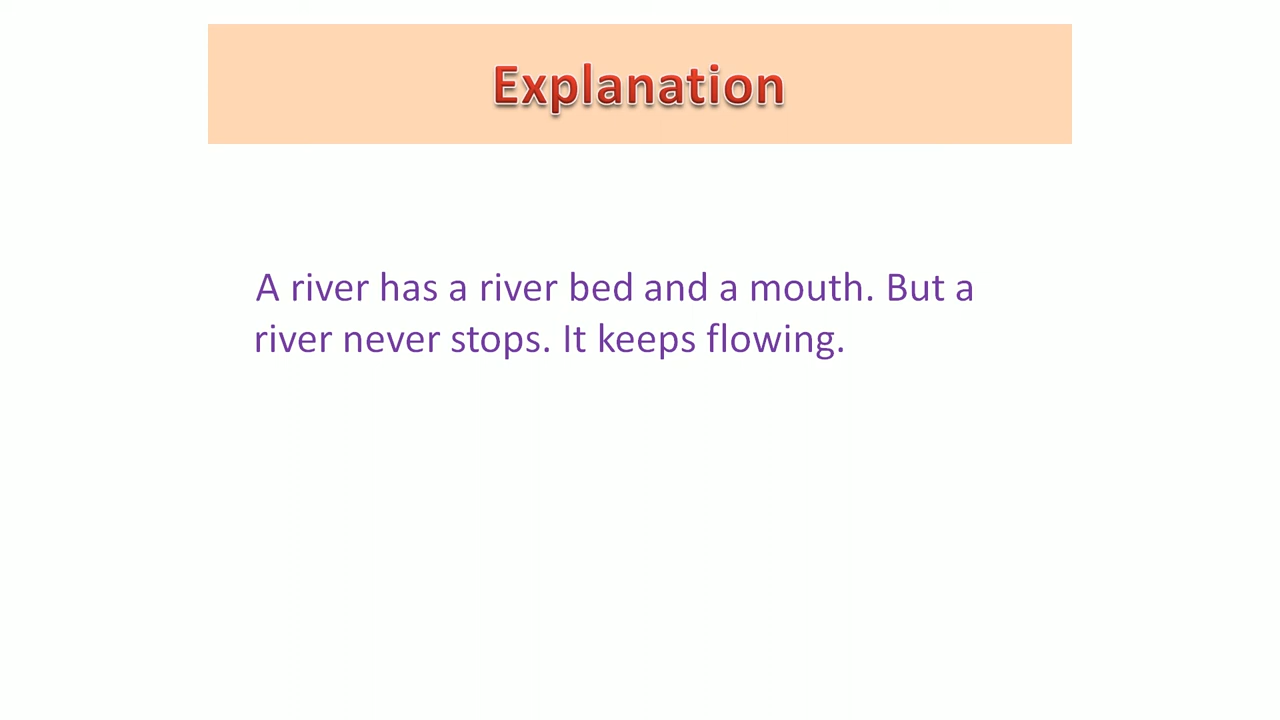 Explanation
A river has a river bed and a mouth. But a
river never stops. It keeps flowing.